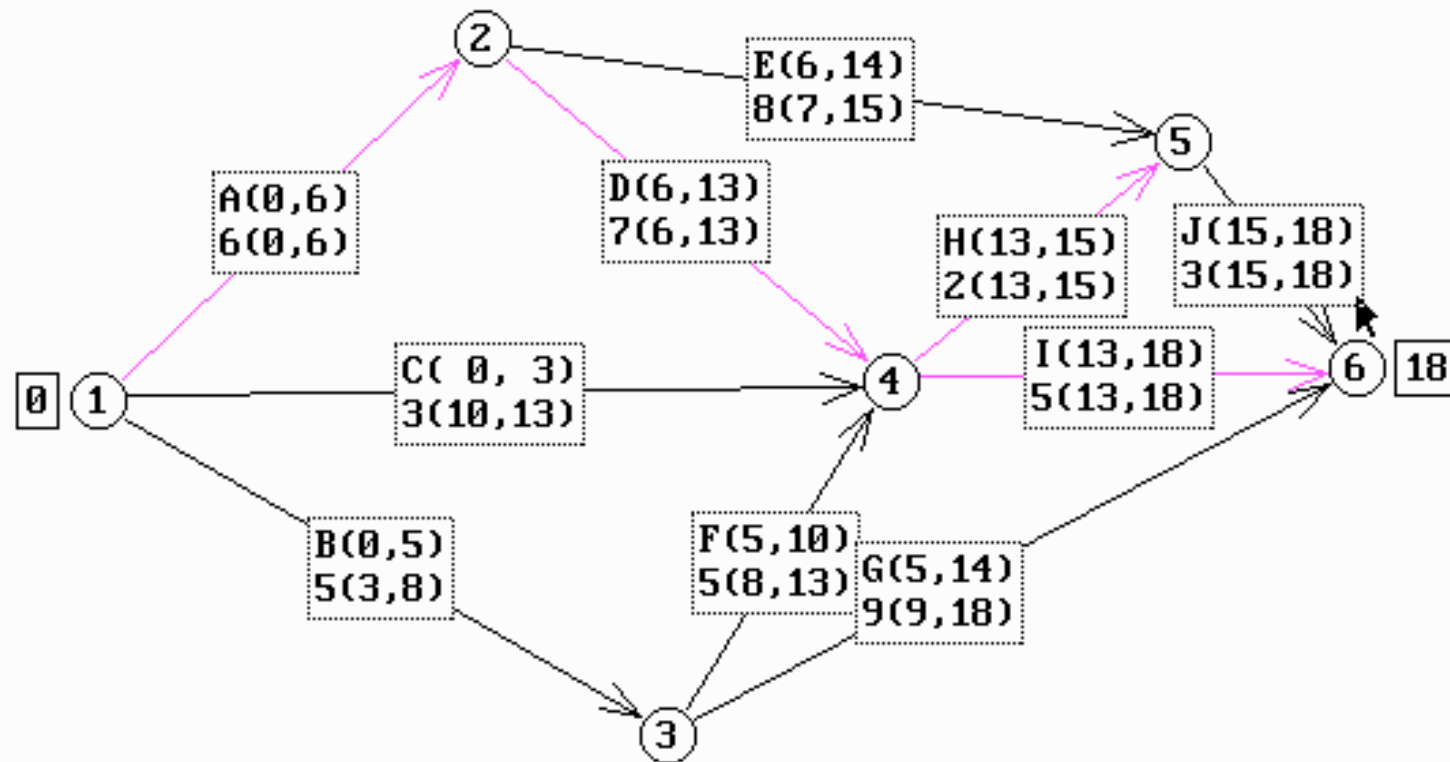 2
E(6,14)
8(7,15)
5
A(0,6)
6(0,6)
D(6,13)
7(6,13)
H(13,15)
2(13,15)
J(15,18)
3(15,18)
0
1
C( 0, 3)
3(10,13)
4
I(13,18)
5(13,18)
6
18
B(0,5)
5(3,8)
F(5,10)
5(8,13)
G(5,14)
9(9,18)
3